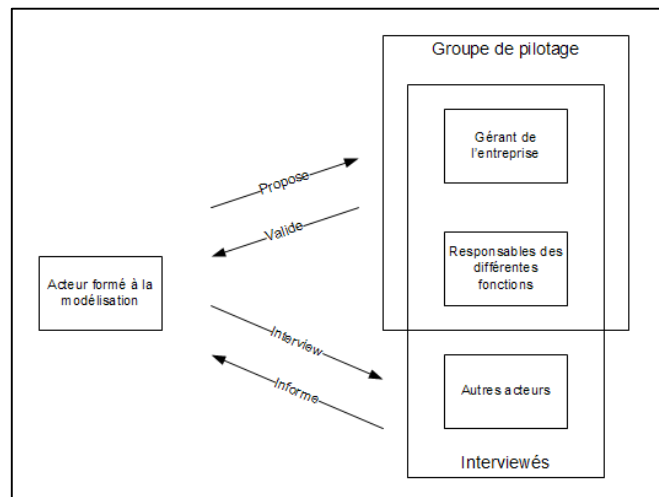 Groupe de pilotage
Gérant de
l'entreprise
Propose
Valide
Responsables des
différentes
fonctions
Acteur formé à la
modélisation
Interview
Informe
Autres acteurs
Interviewés